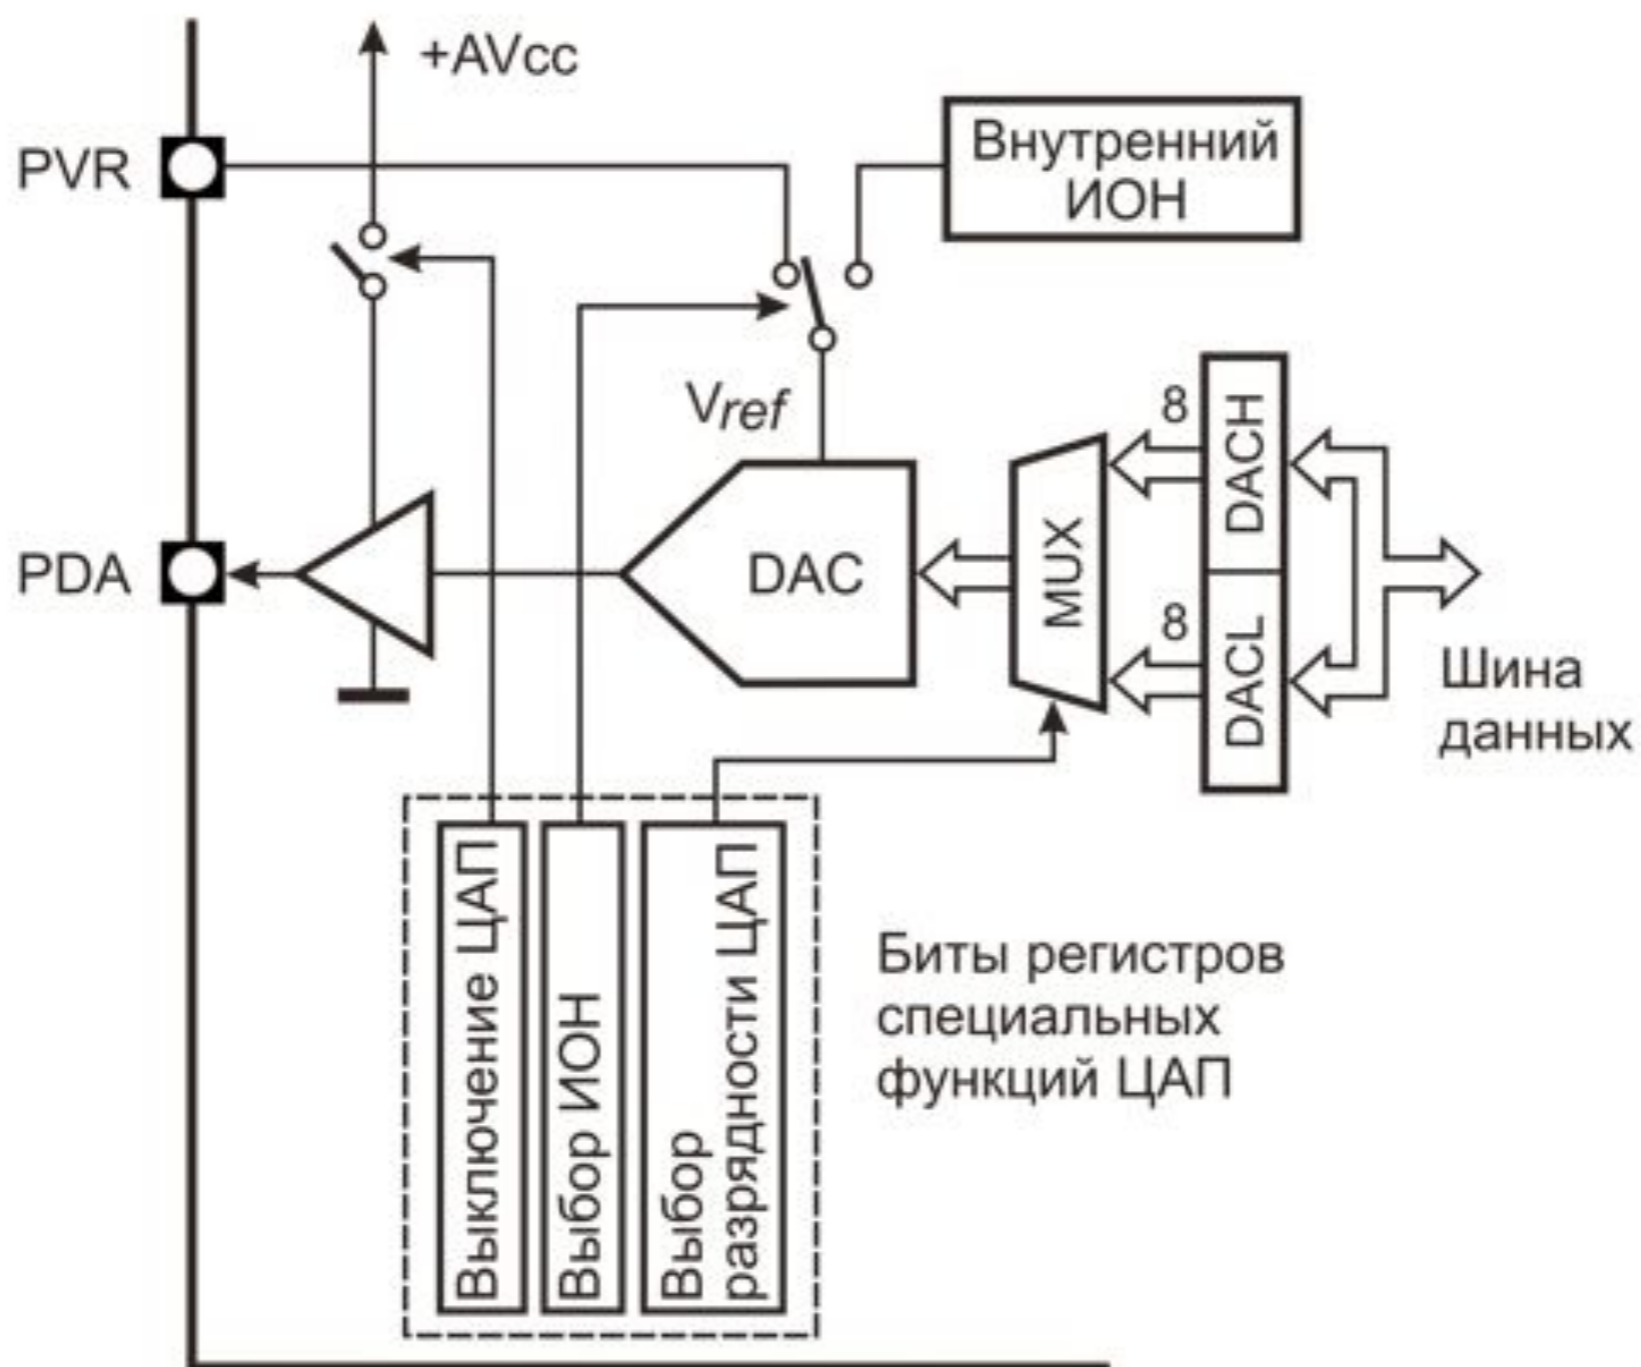 +AVcc
PVR
Внутренний
ИОН
Vref
8
DACH
PDA
DAC
MUX
8
DACL
Шина
данных
Выключение ЦАП
Выбор ИОН
Выбор
разрядности ЦАП
Биты регистров
специальных
функций ЦАП